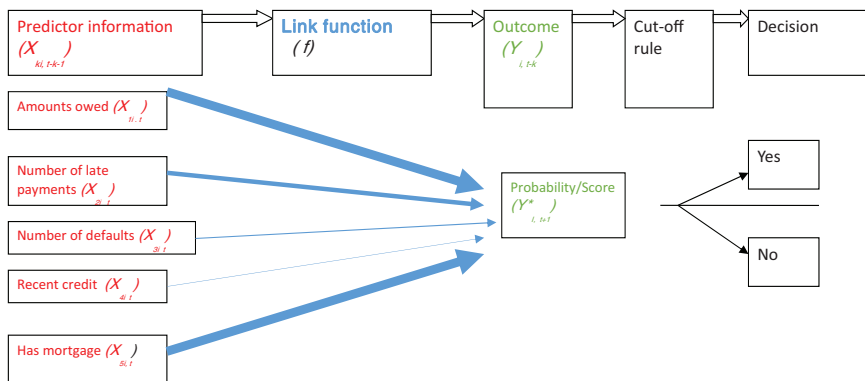 Predictor information
(X ki, t-k-1)
Link function
(f)
Outcome
(Y i, t-k)
Cut-off
rule
Decision
Amounts owed (X 1i, t)
Number of late
payments (X 2i, t)
Number of defaults (X 3i, t)
Recent credit (X 4i, t)
Has mortgage (X 5i, t)
Probability/Score
(Y* i, t+1)
Yes
No